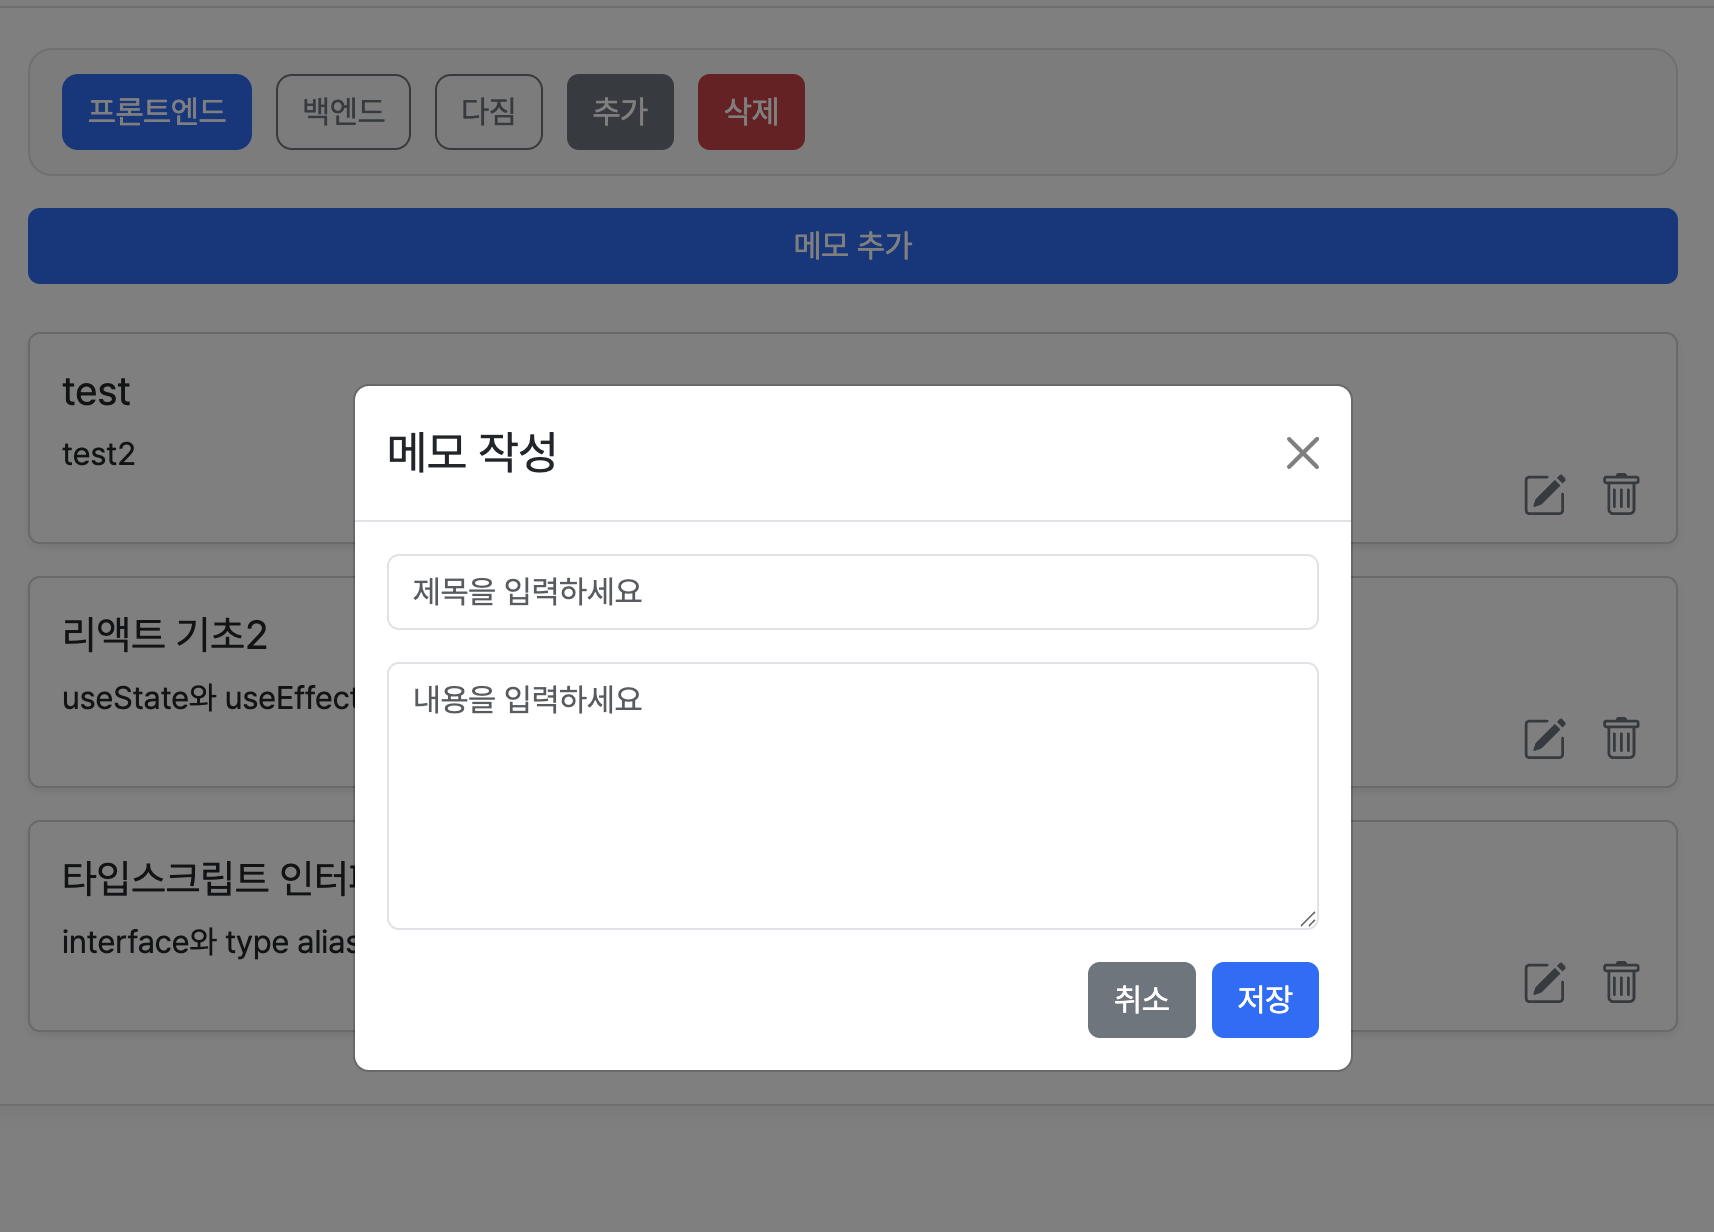 프론트엔드 백엔드 다짐 추가 삭제
메모 추가
test
test2
메모 작성
제목을 입력하세요
내용을 입력하세요
취소 저장
리액트 기초2
useState와 useEffect
타입스크립트 인터
interface와 type alias